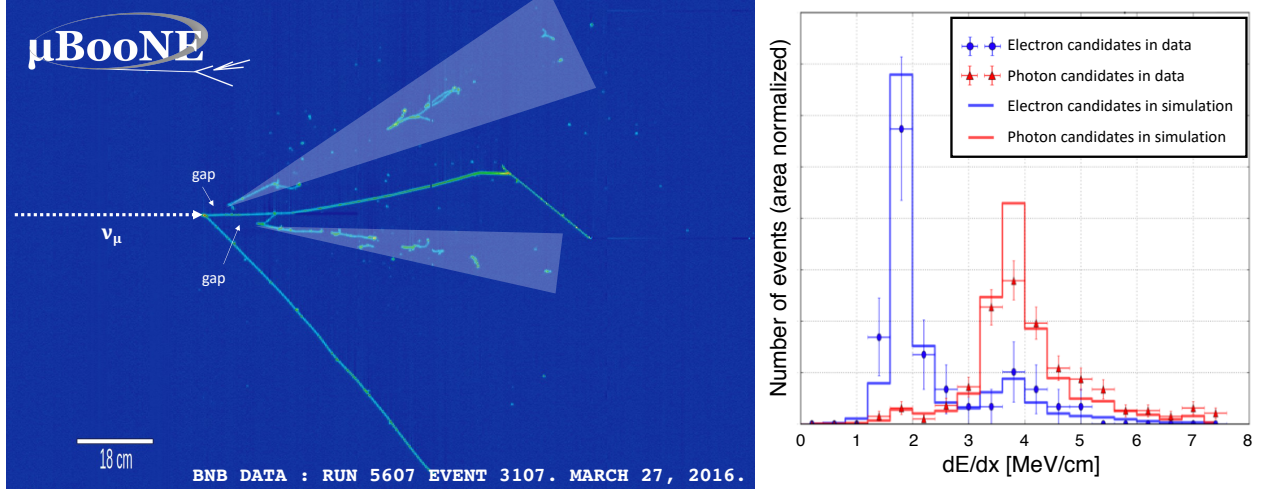 µBooNE
gap
νμ
gap
18 cm
BNB DATA : RUN 5607 EVENT 3107. MARCH 27, 2016.
Number of events (area normalized)
Electron candidates in data
Photon candidates in data
Electron candidates in simulation
Photon candidates in simulation
0 1 2 3 4 5 6 7 8
dE/dx [MeV/cm]